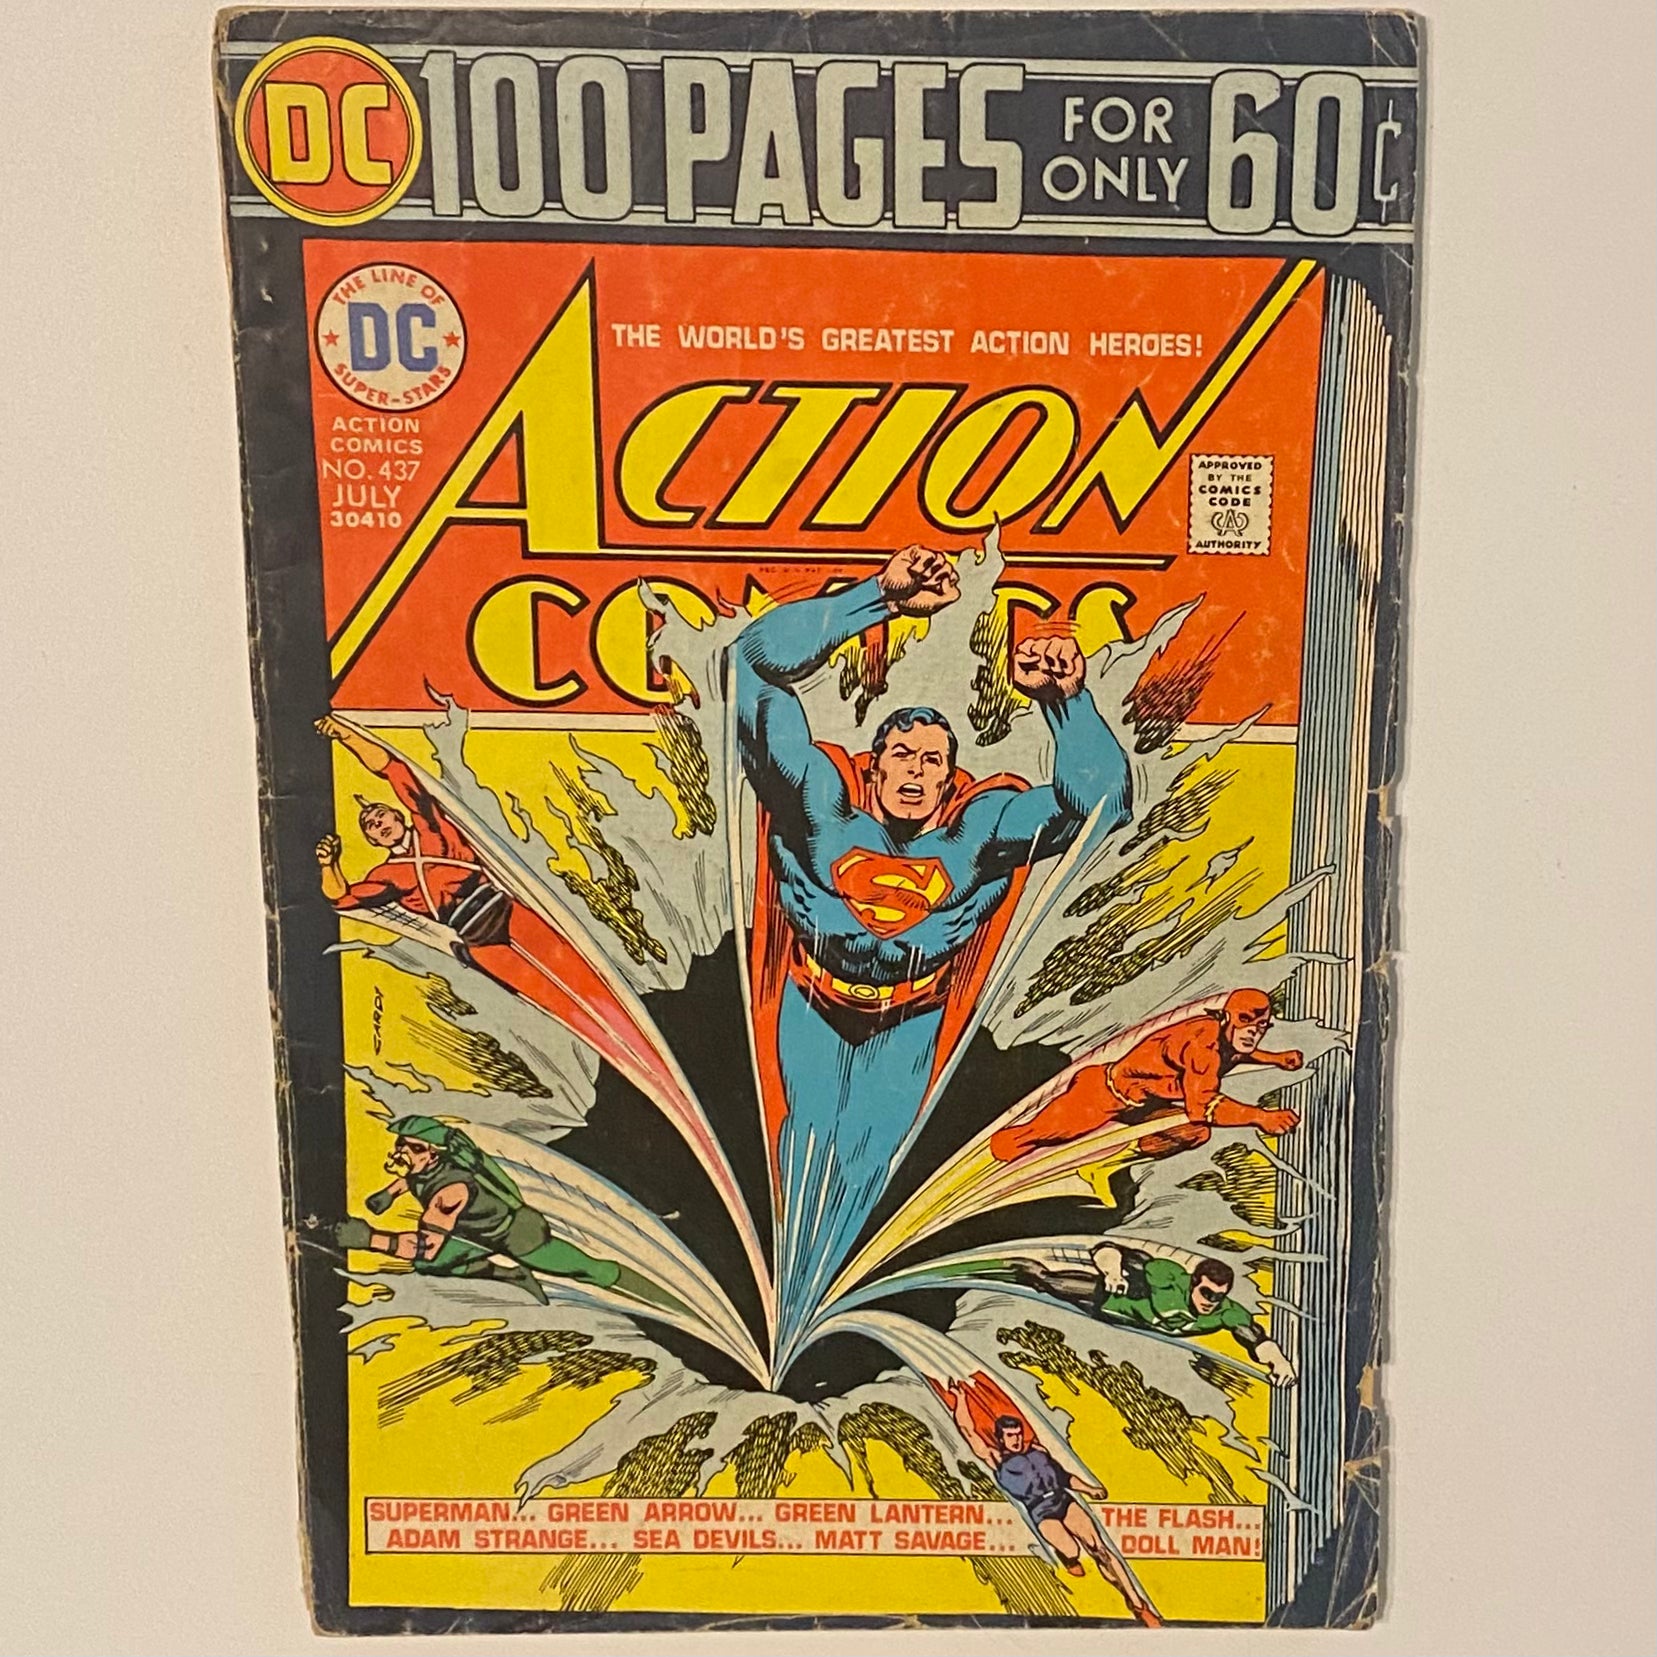 DC 100 PAGES FOR ONLY 60¢
THE LINE OF
DC
SUPER-STARS
THE WORLD'S GREATEST ACTION HEROES!
ACTION
COMICS
NO. 437
JULY
30410
ACTION
COMICS
APPROVED
BY THE
COMICS
CODE
CA
AUTHORITY
S
CARDY
SUPERMAN... GREEN ARROW... GREEN LANTERN... THE FLASH...
ADAM STRANGE... SEA DEVILS... MATT SAVAGE... DOLL MAN!